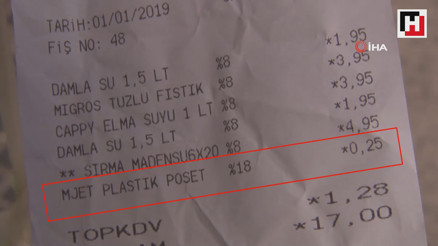 TARİH:01/01/2019
FİŞ NO: 48
İHA
DAMLA SU 1,5 LT %8 *1,95
MIGROS TUZLU FISTIK %8 *3,95
CAPPY ELMA SUYU 1 LT %8 *3,95
DAMLA SU 1,5 LT %8 *1,95
** SIRMA MADENSU6X20 %8 *4,95
MJET PLASTIK POSET %18 *0,25
TOPKDV *1,28
*17,00